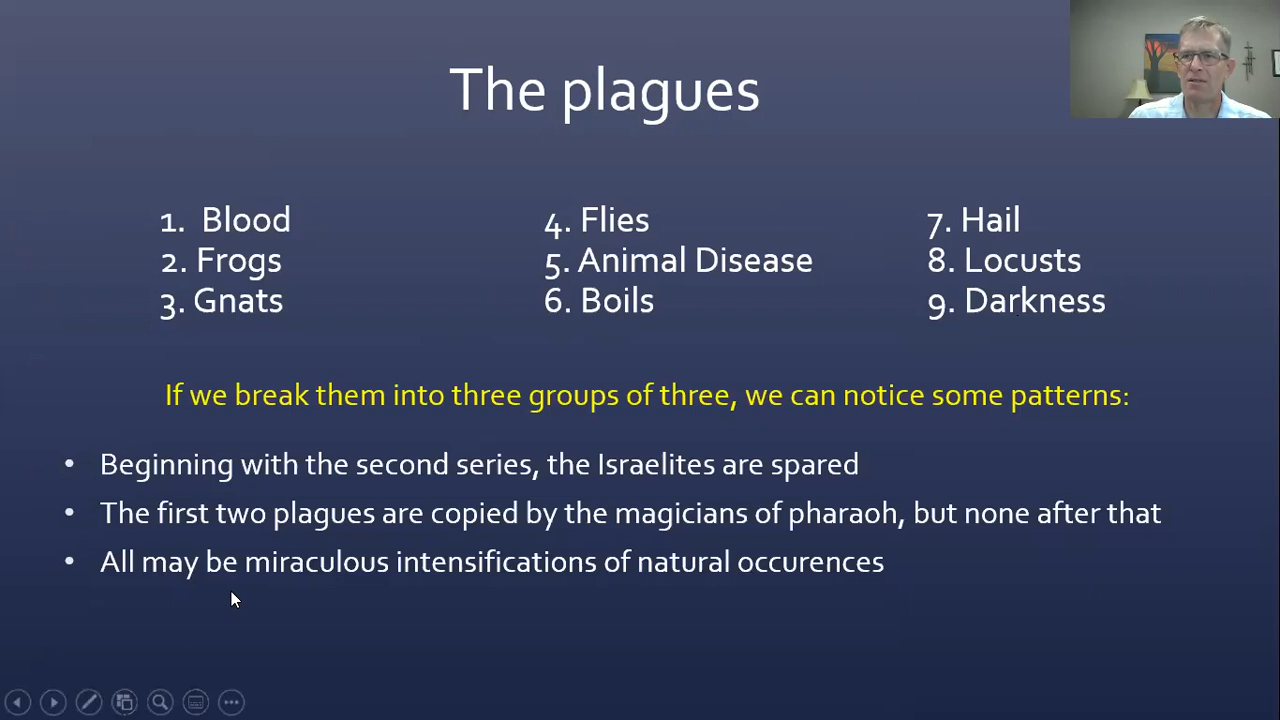 The plagues
1. Blood
2. Frogs
3. Gnats
4. Flies
5. Animal Disease
6. Boils
7. Hail
8. Locusts
9. Darkness
If we break them into three groups of three, we can notice some patterns:
• Beginning with the second series, the Israelites are spared
• The first two plagues are copied by the magicians of pharaoh, but none after that
• All may be miraculous intensifications of natural occurences